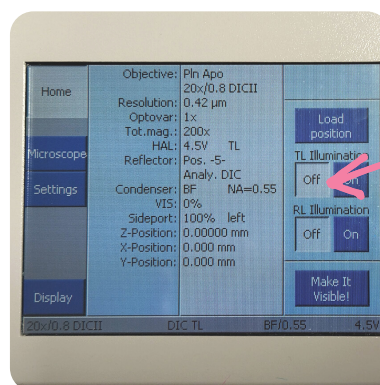 Home
Microscope
Settings
Display
Objective: Pln Apo
20x/0.8 DICII
Resolution: 0.42 µm
Optovar: 1x
Tot.mag.: 200x
HAL: 4.5V TL
Reflector: Pos. -5-
Analy. DIC
Condenser: BF NA=0.55
VIS: 0%
Sideport: 100% left
Z-Position: 0.00000 mm
X-Position: 0.000 mm
Y-Position: 0.000 mm
Load
position
TL Illumination
Off On
RL Illumination
Off On
Make It
Visible!
20x/0.8 DICII DIC TL BF/0.55 4.5V